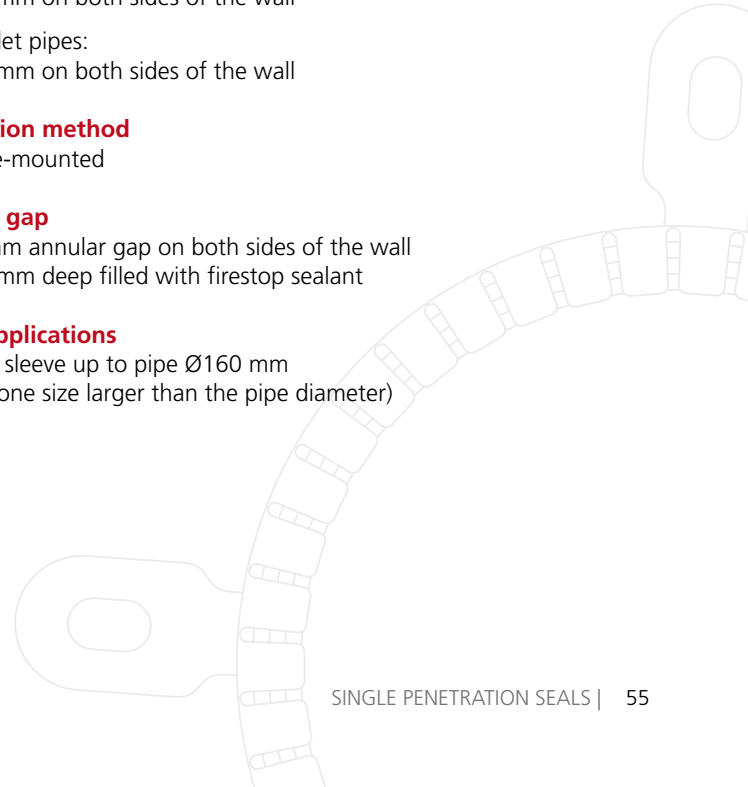 mm on both sides of the wall
let pipes:
mm on both sides of the wall
ion method
e-mounted
gap
mm annular gap on both sides of the wall
mm deep filled with firestop sealant
pplications
sleeve up to pipe Ø160 mm
one size larger than the pipe diameter)
SINGLE PENETRATION SEALS | 55